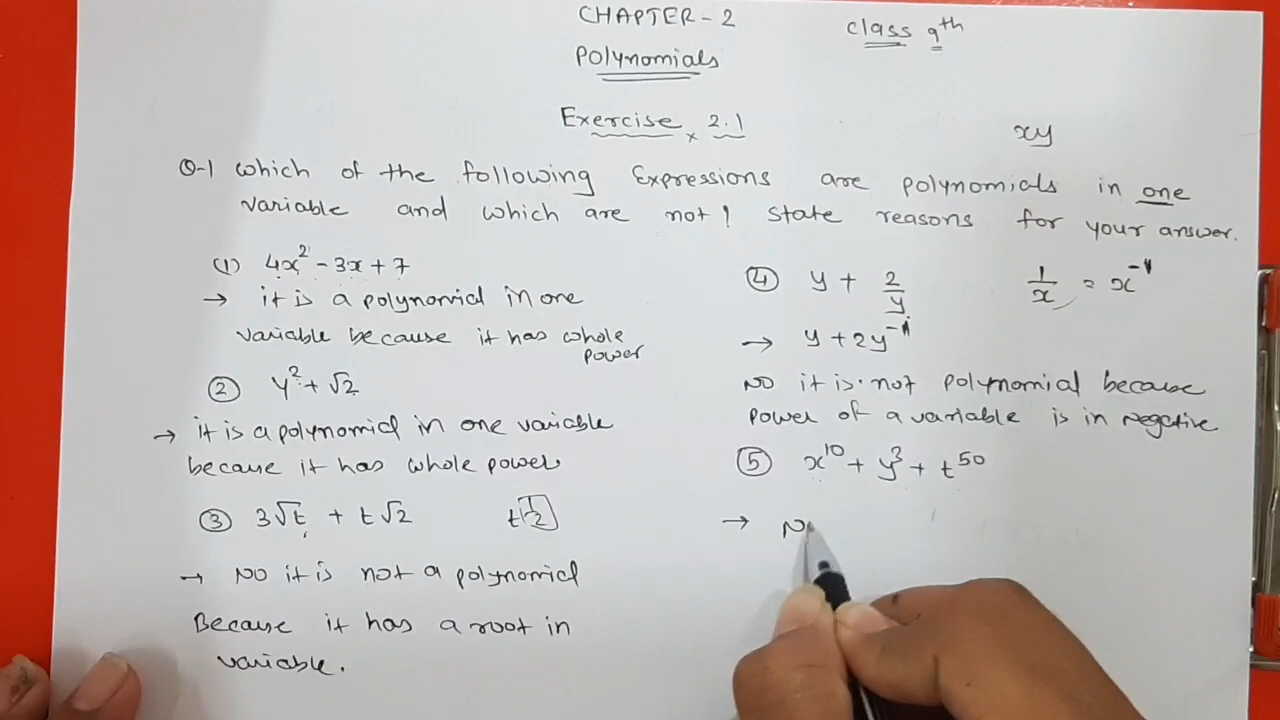 CHAPTER-2
Class 9th
Polynomials
Exercise 2.1
xy
Q-1 Which of the following Expressions are polynomials in one
variable and which are not? State reasons for your answer.
(1) 4x² - 3x + 7
→ it is a polynomial in one
variable because it has whole
power
② y² + √2
→ it is a polynomial in one variable
because it has whole power
③ 3√t + t√2 t 1/2
→ No it is not a polynomial
Because it has a root in
variable.
④ y + 2/y 1/x = x⁻¹
→ y + 2y⁻¹
No it is not polynomial because
power of a variable is in negative
⑤ x¹⁰ + y³ + t⁵⁰
→ No